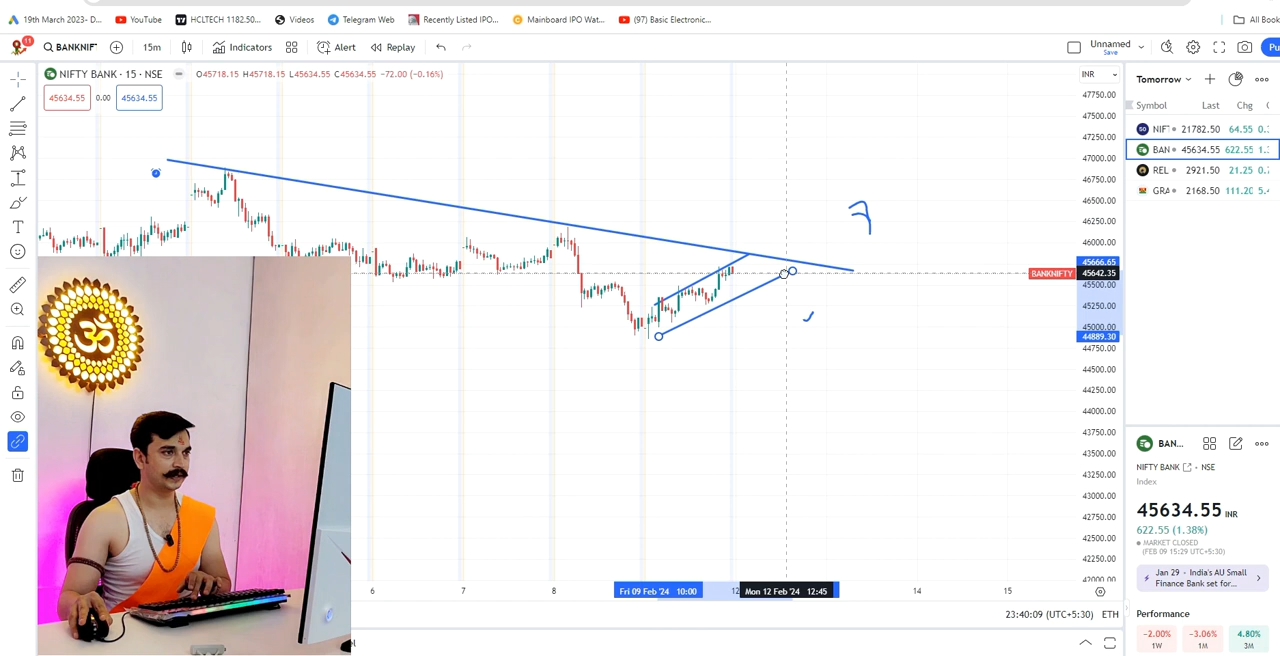 19th March 2023- D...
YouTube
HCLTECH 1182.50...
Videos
Telegram Web
Recently Listed IPO...
Mainboard IPO Wat...
(97) Basic Electronic...
All Book
11
BANKNIF
15m
Indicators
Alert
Replay
Unnamed
Save
Pu
NIFTY BANK · 15 · NSE
O45718.15 H45718.15 L45634.55 C45634.55 −72.00 (−0.16%)
45634.55
0.00
45634.55
INR
47750.00
47500.00
47250.00
47000.00
46750.00
46500.00
46250.00
46000.00
45666.65
BANKNIFTY
45642.35
45500.00
45250.00
45000.00
44889.30
44750.00
44500.00
44250.00
44000.00
43750.00
43500.00
43250.00
43000.00
42750.00
42500.00
42250.00
42000.00
6
7
8
Fri 09 Feb '24 10:00
12
Mon 12 Feb '24 12:45
14
15
23:40:09 (UTC+5:30)
ETH
Tomorrow
Symbol Last Chg
NIF 21782.50 64.55
BAN 45634.55 622.55
REL 2921.50 21.25
GRA 2168.50 111.20
BAN...
NIFTY BANK · NSE
Index
45634.55 INR
622.55 (1.38%)
MARKET CLOSED
(FEB 09 15:29 UTC+5:30)
Jan 29 · India's AU Small
Finance Bank set for...
Performance
−2.00%
1W
−3.06%
1M
4.80%
3M